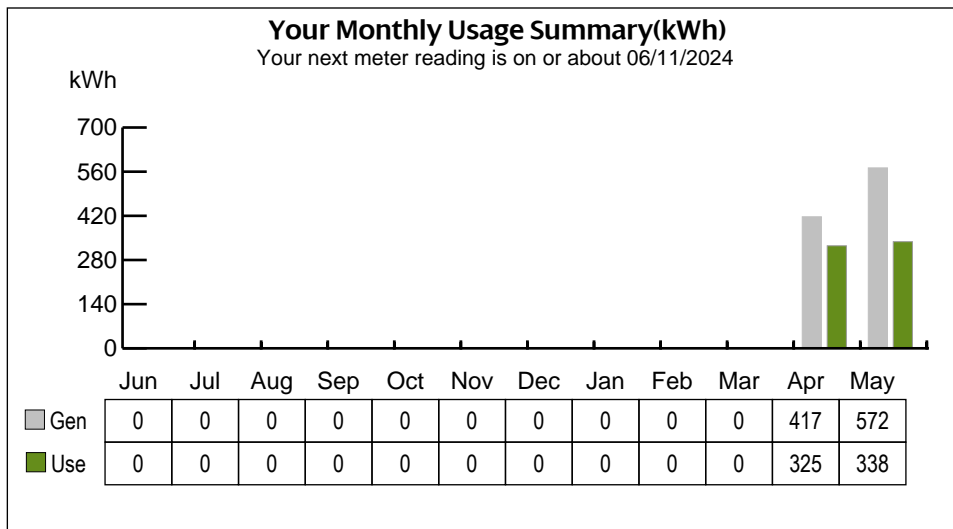 Your Monthly Usage Summary(kWh)
Your next meter reading is on or about 06/11/2024
kWh
700
560
420
280
140
0
Jun Jul Aug Sep Oct Nov Dec Jan Feb Mar Apr May
Gen 0 0 0 0 0 0 0 0 0 0 417 572
Use 0 0 0 0 0 0 0 0 0 0 325 338